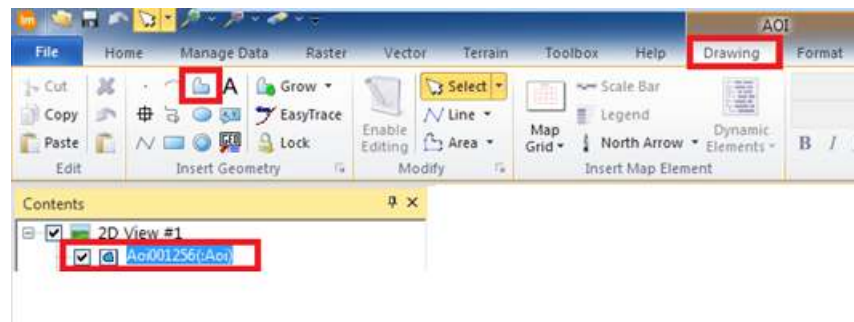 AOI
File Home Manage Data Raster Vector Terrain Toolbox Help Drawing Format
Cut A Grow Select Scale Bar
Copy EasyTrace Line Legend
Paste GEO Lock Enable Editing Area Map Grid North Arrow Dynamic Elements B I
Edit Insert Geometry Modify Insert Map Element
Contents
2D View #1
Aoi001256(:Aoi)